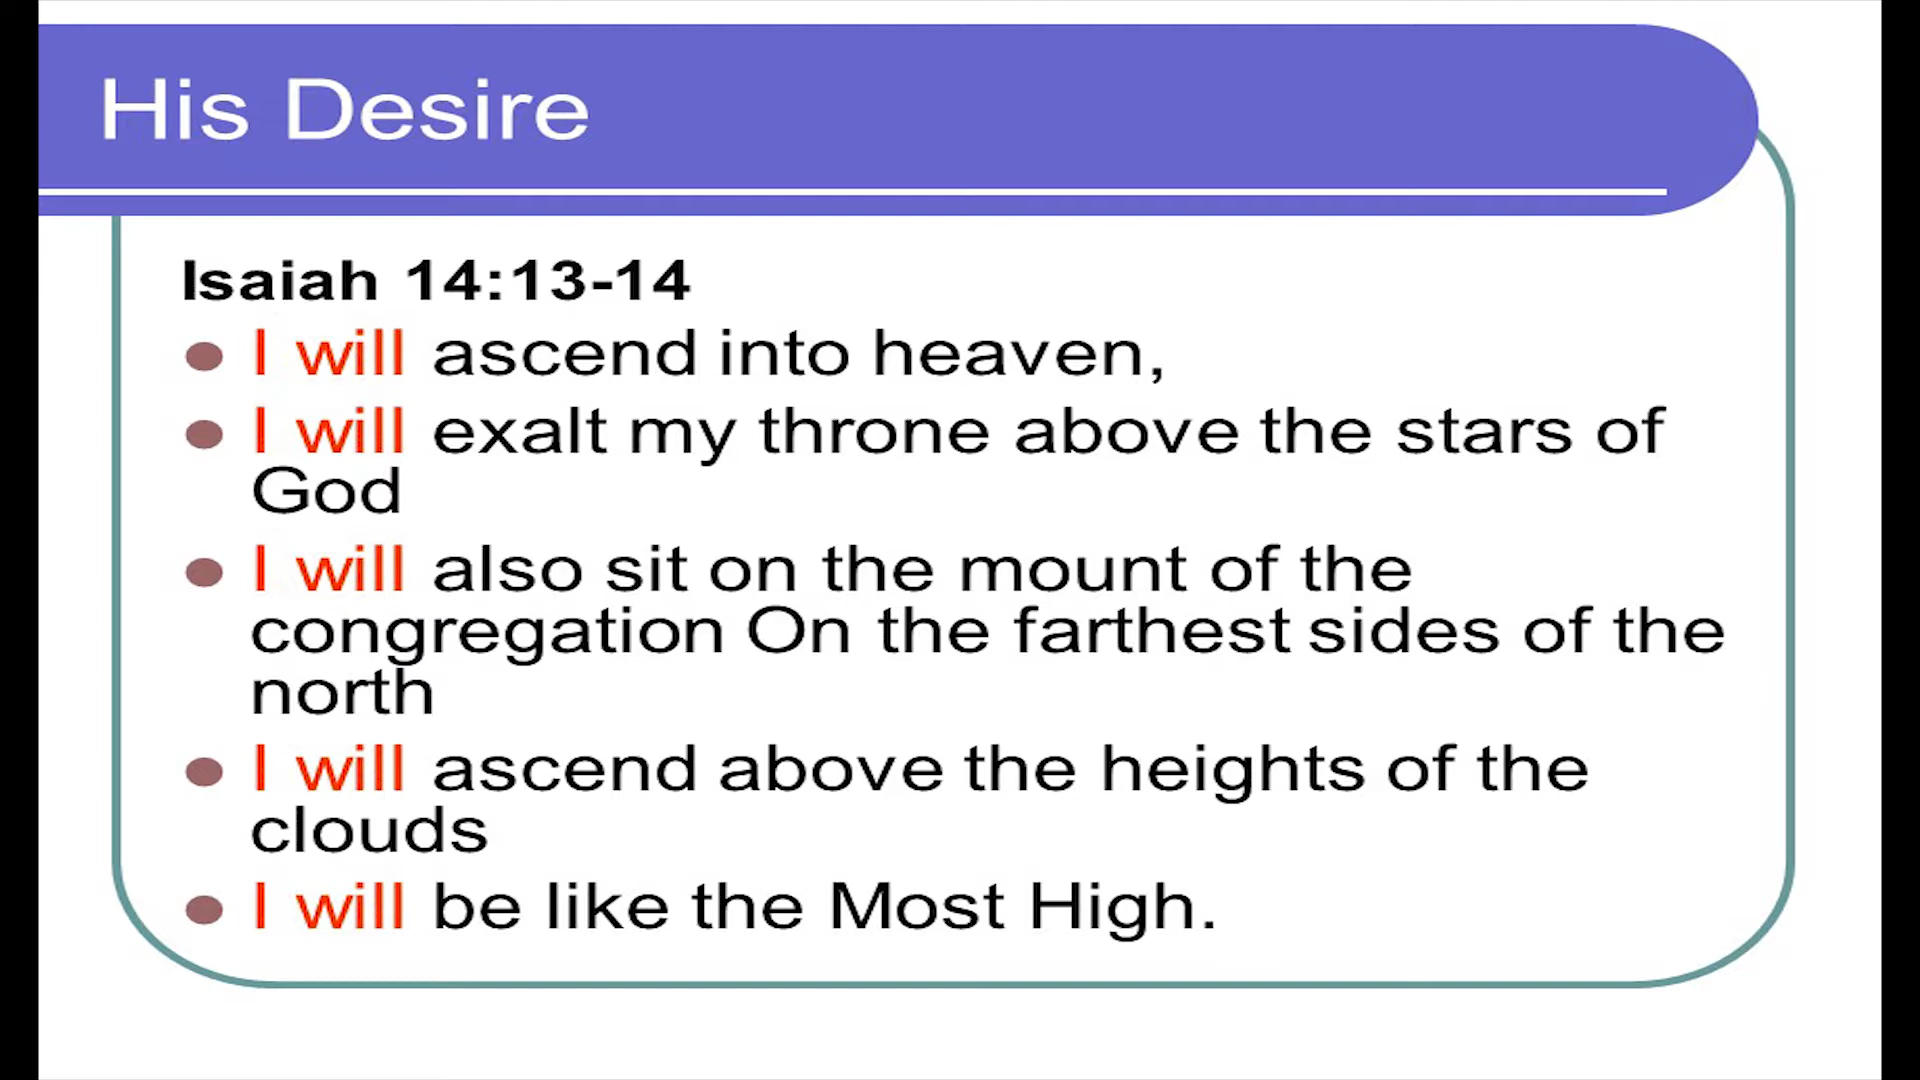 His Desire
Isaiah 14:13-14
I will ascend into heaven,
I will exalt my throne above the stars of
God
I will also sit on the mount of the
congregation On the farthest sides of the
north
I will ascend above the heights of the
clouds
I will be like the Most High.